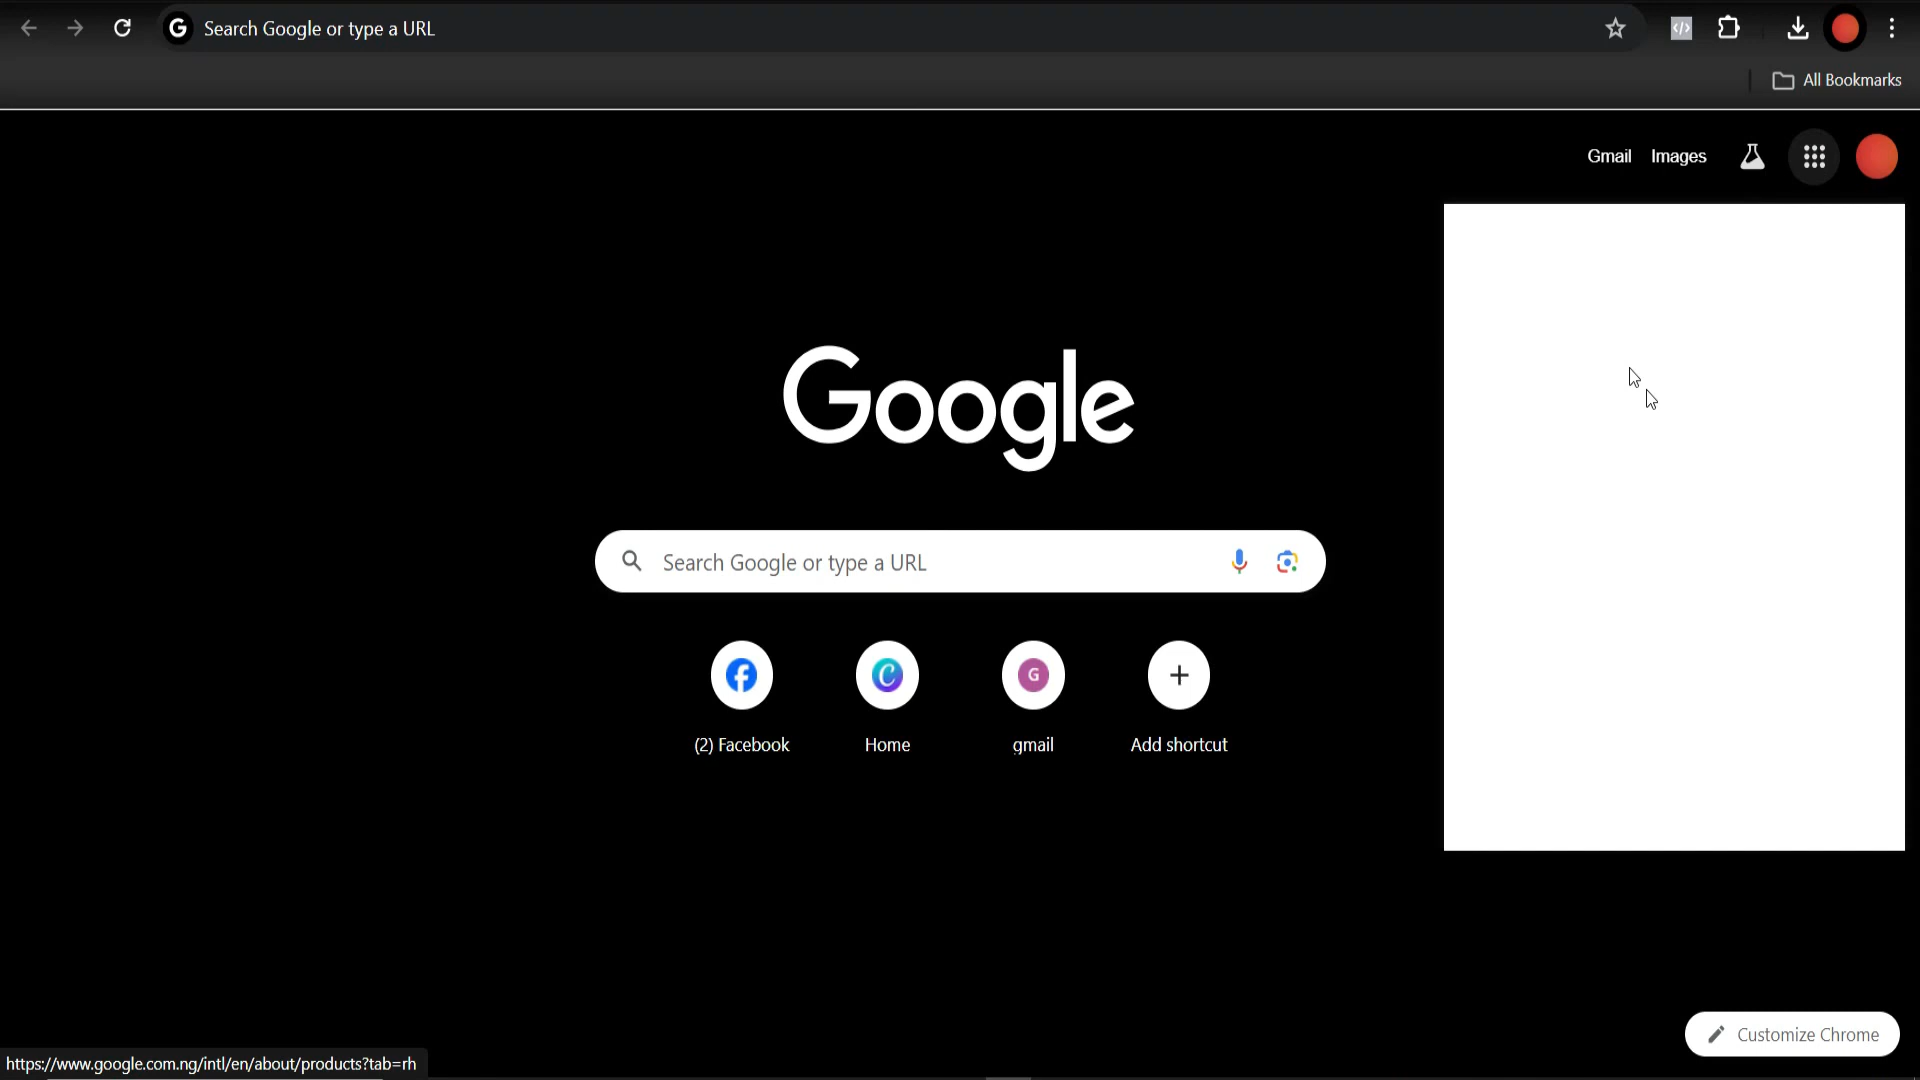 Search Google or type a URL
All Bookmarks
Gmail Images
Google
Search Google or type a URL
(2) Facebook Home gmail Add shortcut
Customize Chrome
https://www.google.com.ng/intl/en/about/products?tab=rh